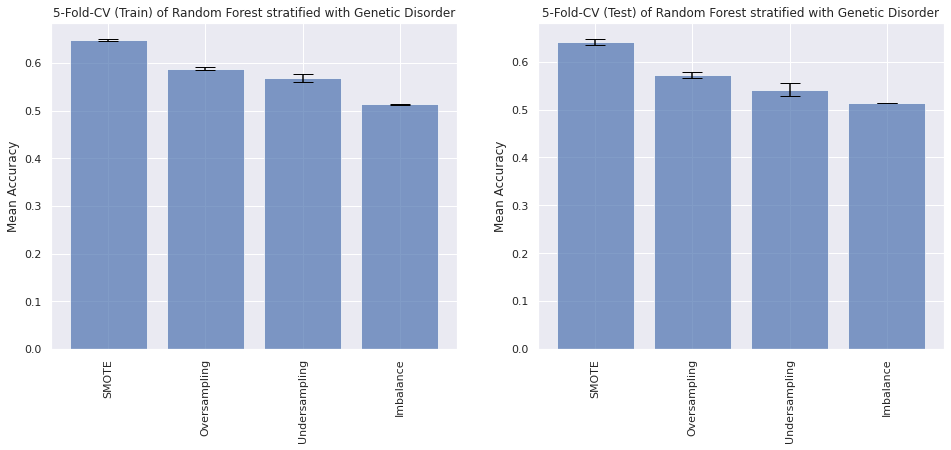 5-Fold-CV (Train) of Random Forest stratified with Genetic Disorder
Mean Accuracy
0.6
0.5
0.4
0.3
0.2
0.1
0.0
SMOTE
Oversampling
Undersampling
Imbalance
5-Fold-CV (Test) of Random Forest stratified with Genetic Disorder
Mean Accuracy
0.6
0.5
0.4
0.3
0.2
0.1
0.0
SMOTE
Oversampling
Undersampling
Imbalance